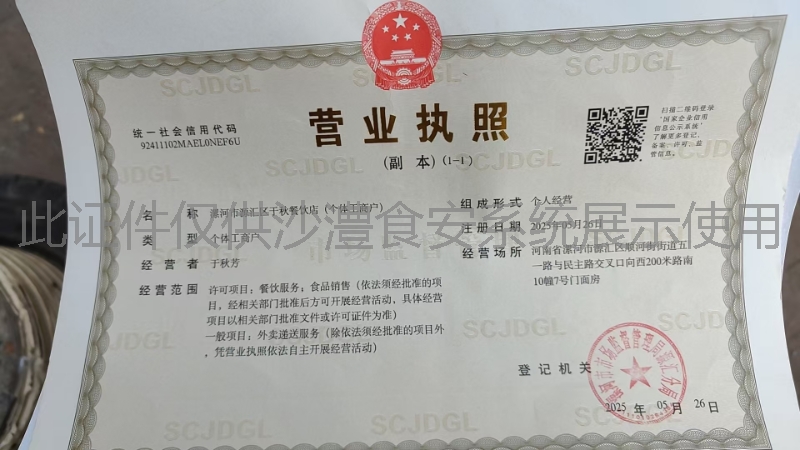 营业执照
(副 本) (1-1)
统一社会信用代码
92411102MAEL0NEF6U
扫描二维码登录
"国家企业信用
信息公示系统"
了解更多登记、
备案、许可、监
管信息。
名 称 漯河市源汇区于秋餐饮店（个体工商户）
类 型 个体工商户
经 营 者 于秋芳
经 营 范 围 许可项目：餐饮服务；食品销售（依法须经批准的项
目，经相关部门批准后方可开展经营活动，具体经营
项目以相关部门批准文件或许可证件为准）
一般项目：外卖递送服务（除依法须经批准的项目外
，凭营业执照依法自主开展经营活动）
组 成 形 式 个人经营
注 册 日 期 2025年05月26日
经 营 场 所 河南省漯河市源汇区顺河街街道五
一路与民主路交叉口向西200米路南
10幢7号门面房
登 记 机 关
2025 年 05 月 26 日
此证件仅供沙澧食安系统展示使用
SCJDGL
SCJDGL
SCJDGL
SCJDGL
SCJDGL
SCJDGL
SCJDGL